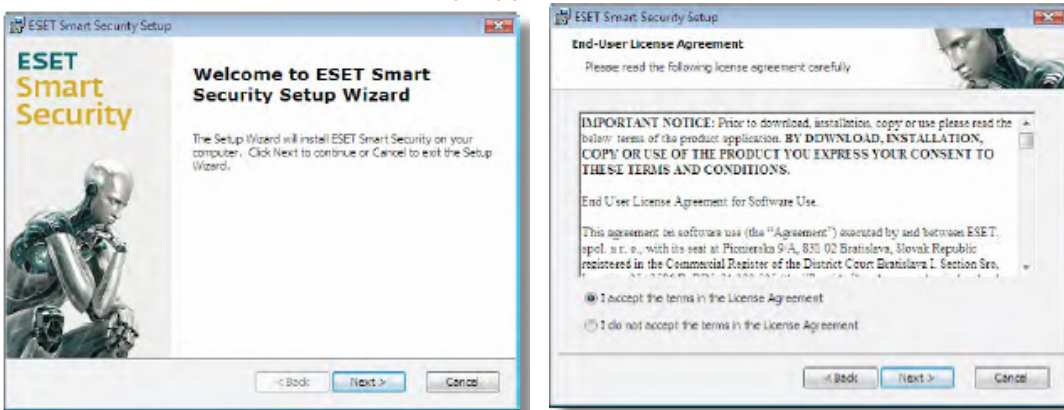 ESET Smart Security Setup
ESET
Smart
Security
Welcome to ESET Smart
Security Setup Wizard
The Setup Wizard will install ESET Smart Security on your
computer. Click Next to continue or Cancel to exit the Setup
Wizard.
< Back
Next >
Cancel
ESET Smart Security Setup
End-User License Agreement
Please read the following license agreement carefully
IMPORTANT NOTICE: Prior to download, installation, copy or use please read the
below terms of the product application. BY DOWNLOAD, INSTALLATION,
COPY OR USE OF THE PRODUCT YOU EXPRESS YOUR CONSENT TO
THESE TERMS AND CONDITIONS.
End User License Agreement for Software Use.
This agreement on software use (the "Agreement") executed by and between ESET,
spol. s r. o., with its seat at Pionierska 9/A, 831 02 Bratislava, Slovak Republic
registered in the Commercial Register of the District Court Bratislava I. Section Sro,
I accept the terms in the License Agreement
I do not accept the terms in the License Agreement
< Back
Next >
Cancel